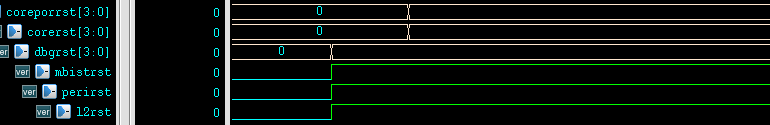 coreporrst[3:0] 0 0
corerst[3:0] 0 0
ver dbgrst[3:0] 0 0
ver mbistrst 0
ver perirst 0
ver l2rst 0